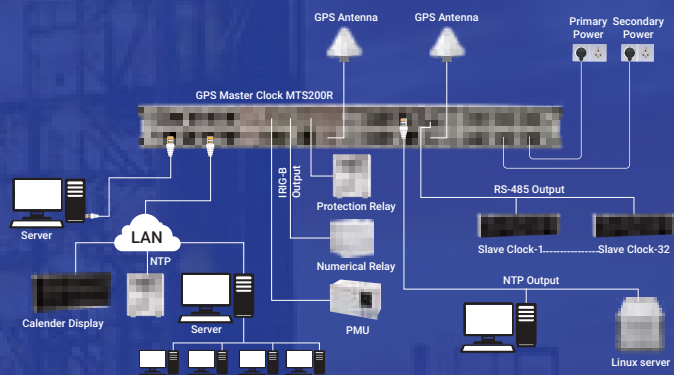 GPS Antenna
GPS Antenna
Primary
Power
Secondary
Power
GPS Master Clock MTS200R
IRIG-B
Output
Protection Relay
RS-485 Output
Server
LAN
NTP
Numerical Relay
Slave Clock-1
Slave Clock-32
NTP Output
Calender Display
Server
PMU
Linux server